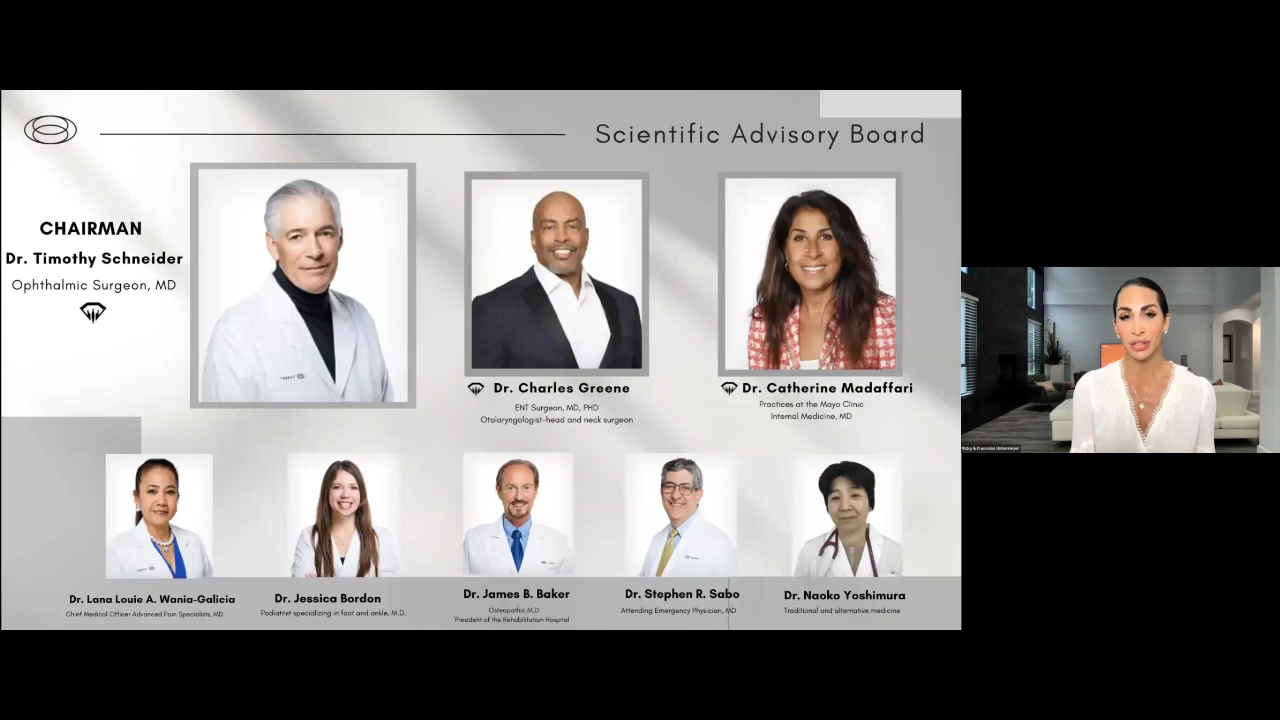 Scientific Advisory Board
CHAIRMAN
Dr. Timothy Schneider
Ophthalmic Surgeon, MD
Dr. Charles Greene
ENT Surgean, MD, PHD
Otolaryngologist-head and neck surgeon
Dr. Catherine Madaffari
Practices at the Mayo Clinic
Internal Medicine, MD
Dr. Lana Louie A. Wania-Galicia
Chief Medical Officer Advanced Pain Specialists, MD
Dr. Jessica Bordon
Podiatrist specializing in foot and ankle, M.D.
Dr. James B. Baker
Osteopathic M.D
President of the Rehabilitation Hospital
Dr. Stephen R. Sabo
Attending Emergency Physician, MD
Dr. Naoko Yoshimura
Traditional and alternative medicine